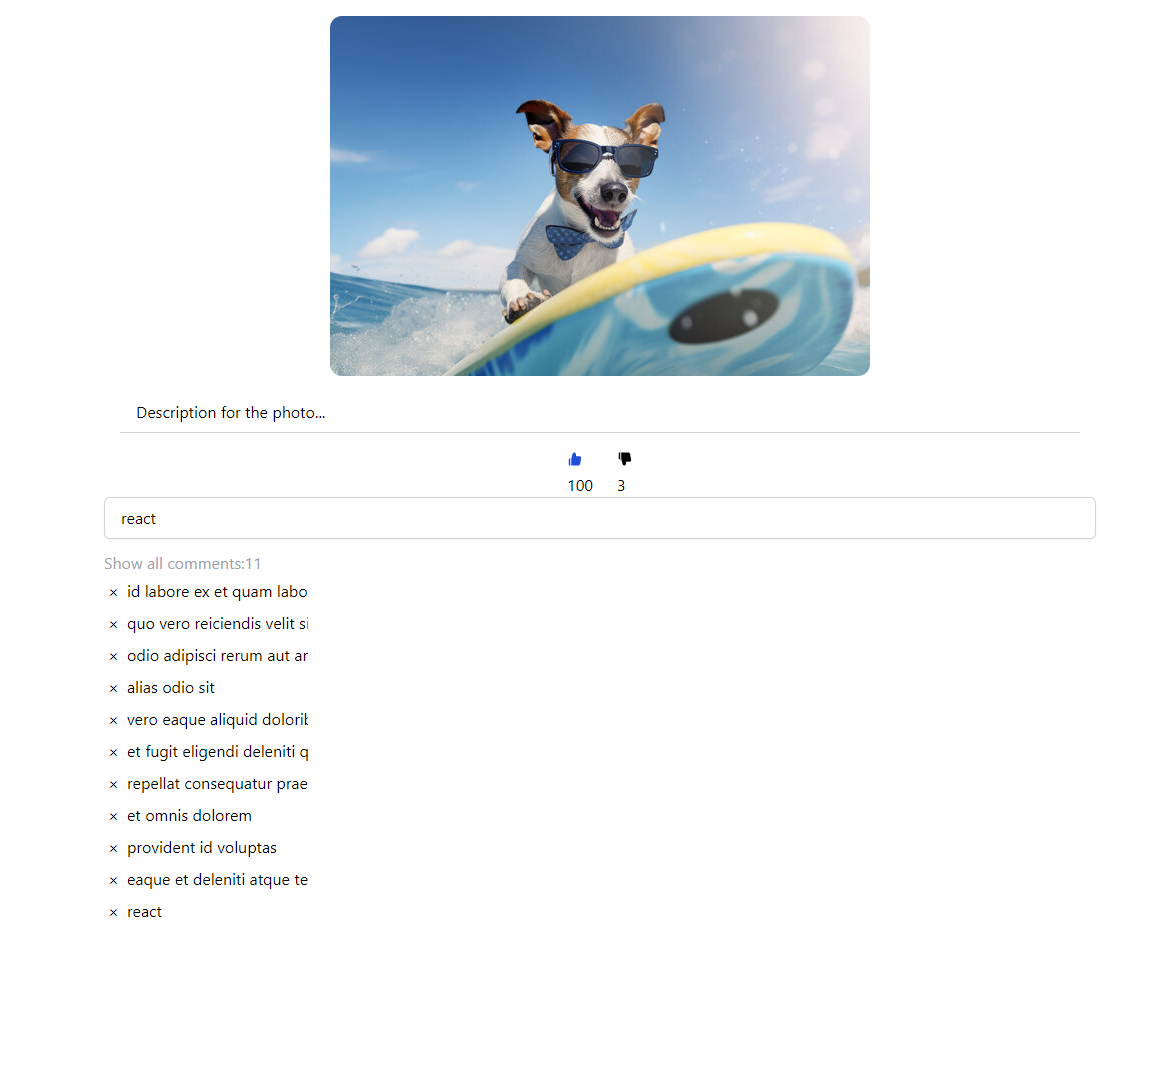 Description for the photo...
100 3
react
Show all comments:11
× id labore ex et quam labo
× quo vero reiciendis velit si
× odio adipisci rerum aut ar
× alias odio sit
× vero eaque aliquid dolorib
× et fugit eligendi deleniti q
× repellat consequatur prae
× et omnis dolorem
× provident id voluptas
× eaque et deleniti atque te
× react